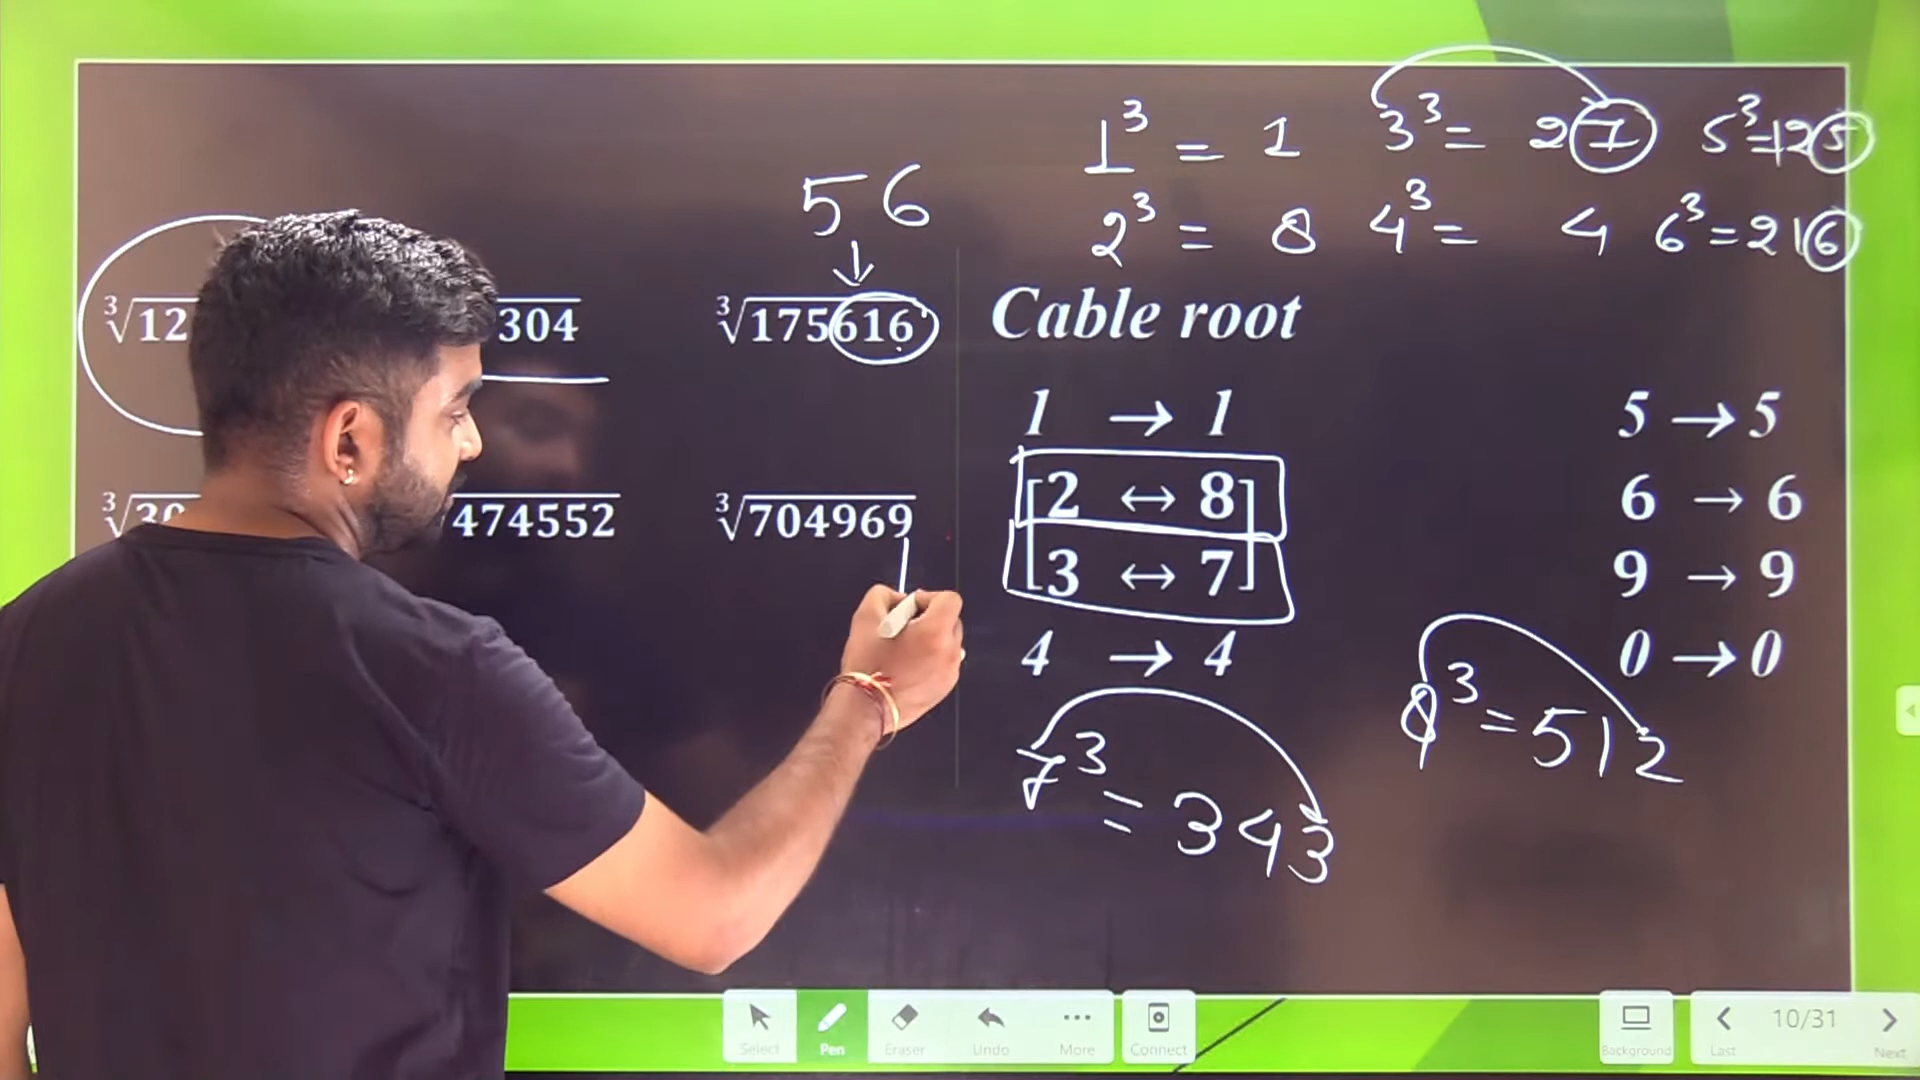 1³ = 1 3³ = 27 5³=125
2³ = 8 4³ = 4 6³=216
56
∛12
304
∛175616
Cable root
1 → 1
5 → 5
[2 ↔ 8
6 → 6
∛30
474552
∛704969
3 ↔ 7]
9 → 9
4 → 4
0 → 0
7³ = 343
8³ = 512
Select
Pen
Eraser
Undo
More
Connect
Background
10/31
Last
Next